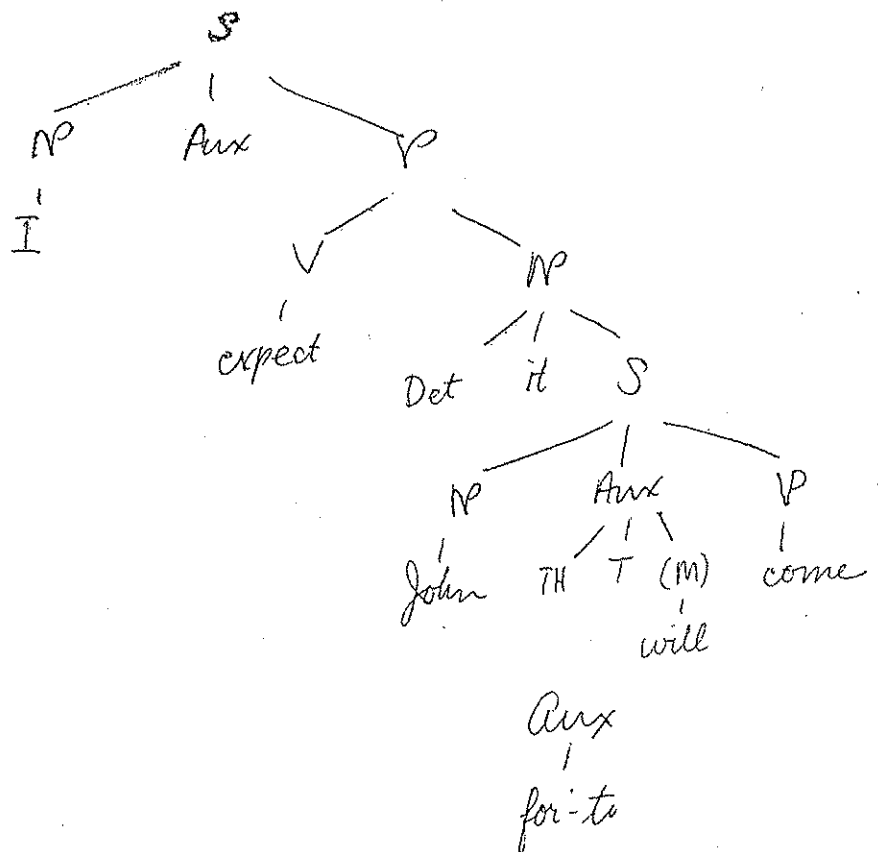 S
NP Aux VP
I
V NP
expect
Det it S
NP Aux VP
John TH T (M) come
will
Aux
for-to